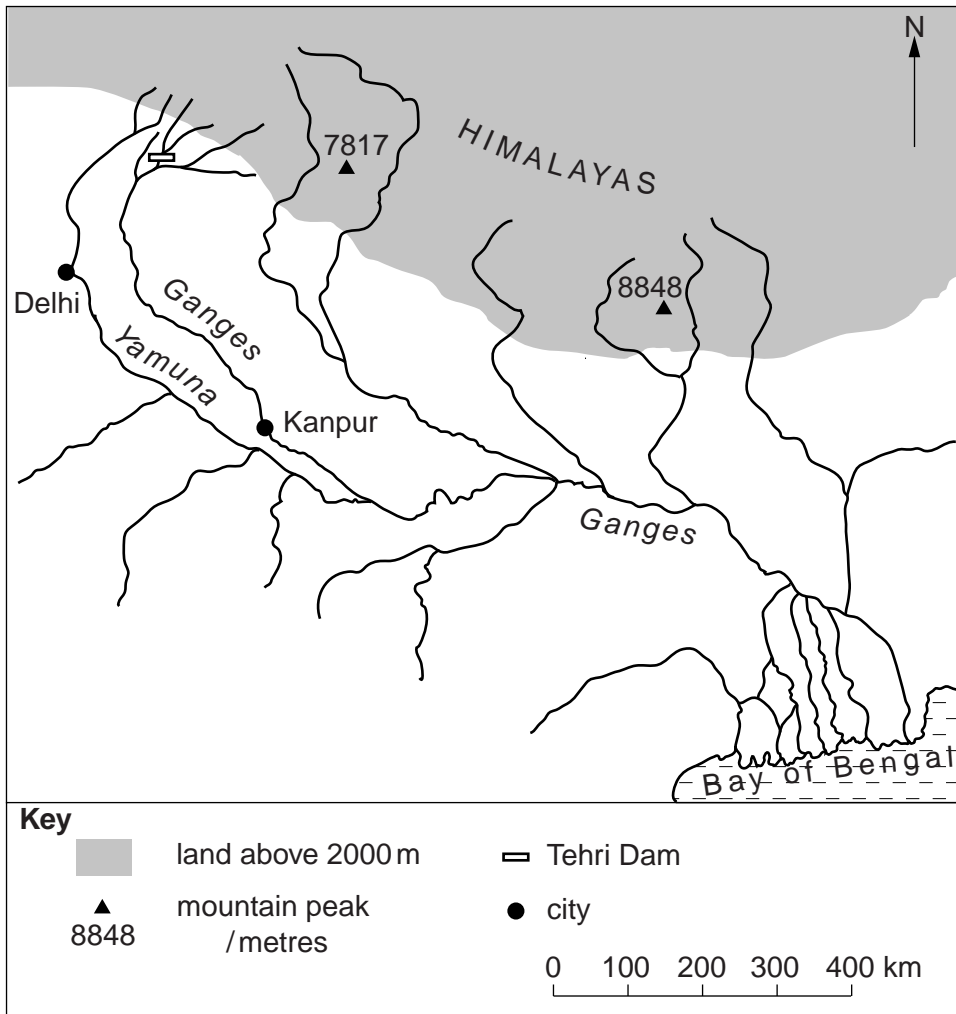 N
7817
HIMALAYAS
8848
Delhi
Ganges
Yamuna
Kanpur
Ganges
Bay of Bengal
Key
land above 2000 m
Tehri Dam
8848
mountain peak
/ metres
city
0 100 200 300 400 km